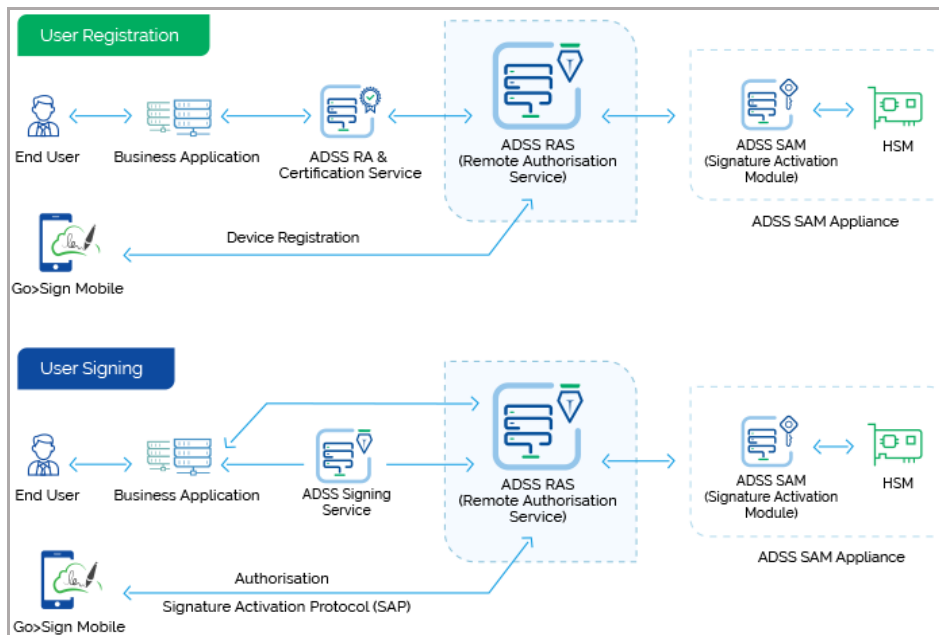 User Registration
End User
Business Application
ADSS RA &
Certification Service
ADSS RAS
(Remote Authorisation
Service)
ADSS SAM
(Signature Activation
Module)
HSM
ADSS SAM Appliance
Device Registration
Go>Sign Mobile
User Signing
End User
Business Application
ADSS Signing
Service
ADSS RAS
(Remote Authorisation
Service)
ADSS SAM
(Signature Activation
Module)
HSM
ADSS SAM Appliance
Authorisation
Signature Activation Protocol (SAP)
Go>Sign Mobile